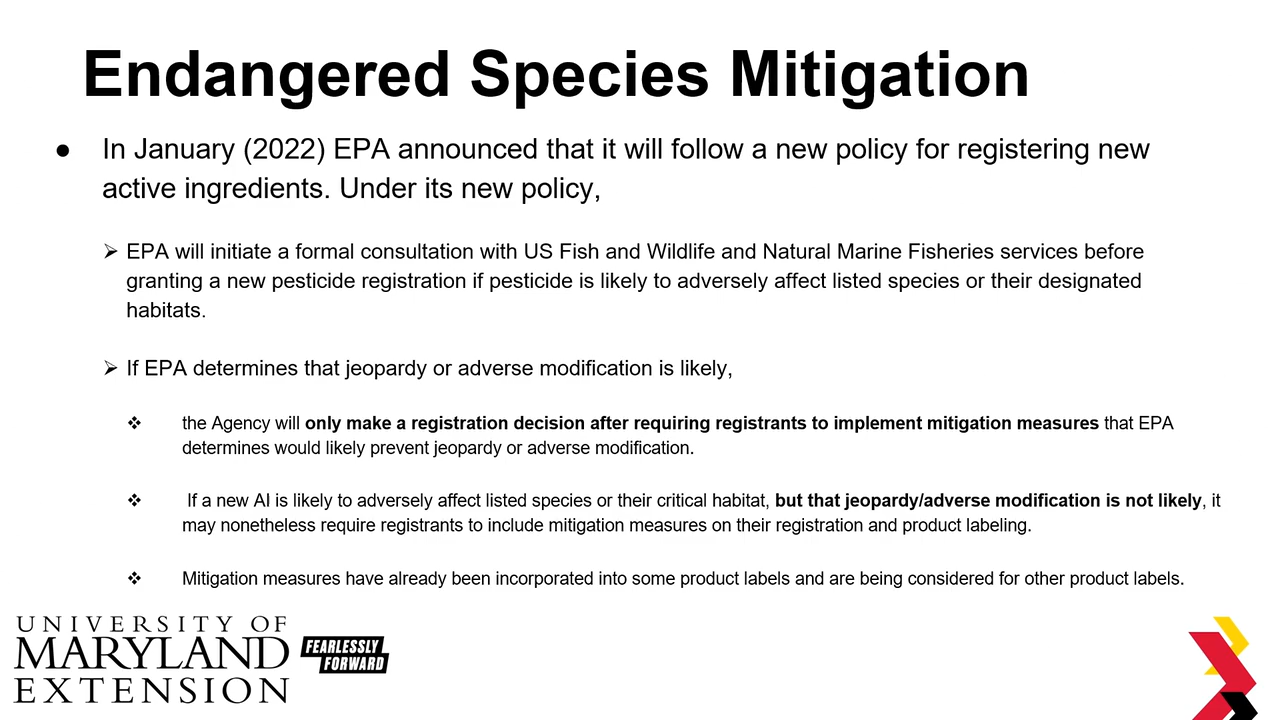 Endangered Species Mitigation
● In January (2022) EPA announced that it will follow a new policy for registering new
active ingredients. Under its new policy,
➢ EPA will initiate a formal consultation with US Fish and Wildlife and Natural Marine Fisheries services before
granting a new pesticide registration if pesticide is likely to adversely affect listed species or their designated
habitats.
➢ If EPA determines that jeopardy or adverse modification is likely,
❖ the Agency will only make a registration decision after requiring registrants to implement mitigation measures that EPA
determines would likely prevent jeopardy or adverse modification.
❖ If a new AI is likely to adversely affect listed species or their critical habitat, but that jeopardy/adverse modification is not likely, it
may nonetheless require registrants to include mitigation measures on their registration and product labeling.
❖ Mitigation measures have already been incorporated into some product labels and are being considered for other product labels.
UNIVERSITY OF
MARYLAND
EXTENSION
FEARLESSLY
FORWARD